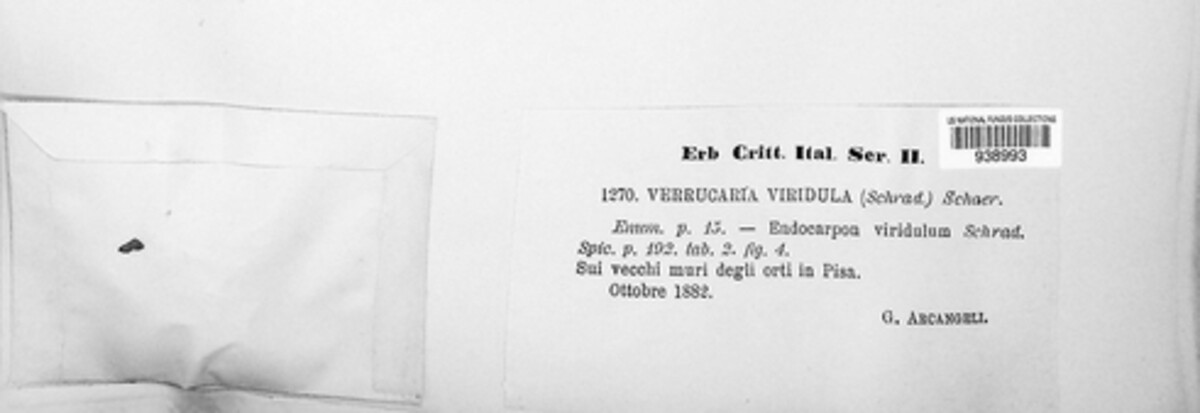 US NATIONAL FUNGUS COLLECTIONS
938993
Erb Critt. Ital. Ser. II.
1270. VERRUCARIA VIRIDULA (Schrad.) Schaer.
Enum. p. 15. — Endocarpon viridulum Schrad.
Spic. p. 192. tab. 2. fig. 4.
Sui vecchi muri degli orti in Pisa.
Ottobre 1882.
G. ARCANGELI.